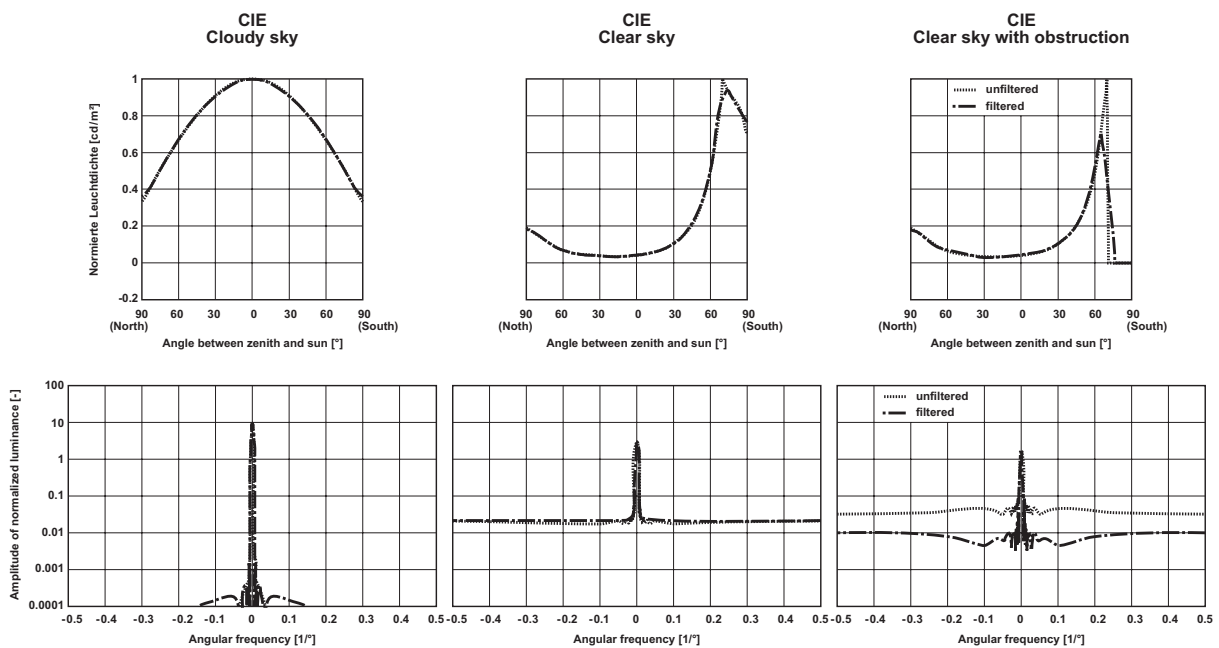 CIE
Cloudy sky
CIE
Clear sky
CIE
Clear sky with obstruction
Normierte Leuchtdichte [cd/m²]
1
0.8
0.6
0.4
0.2
0
-0.2
90 60 30 0 30 60 90
(North) (South)
Angle between zenith and sun [°]
90 60 30 0 30 60 90
(Noth) (South)
Angle between zenith and sun [°]
unfiltered
filtered
90 60 30 0 30 60 90
(North) (South)
Angle between zenith and sun [°]
Amplitude of normalized luminance [-]
100
10
1
0.1
0.01
0.001
0.0001
-0.5 -0.4 -0.3 -0.2 -0.1 0 0.1 0.2 0.3 0.4 0.5
Angular frequency [1/°]
-0.5 -0.4 -0.3 -0.2 -0.1 0 0.1 0.2 0.3 0.4 0.5
Angular frequency [1/°]
unfiltered
filtered
-0.5 -0.4 -0.3 -0.2 -0.1 0 0.1 0.2 0.3 0.4 0.5
Angular frequency [1/°]